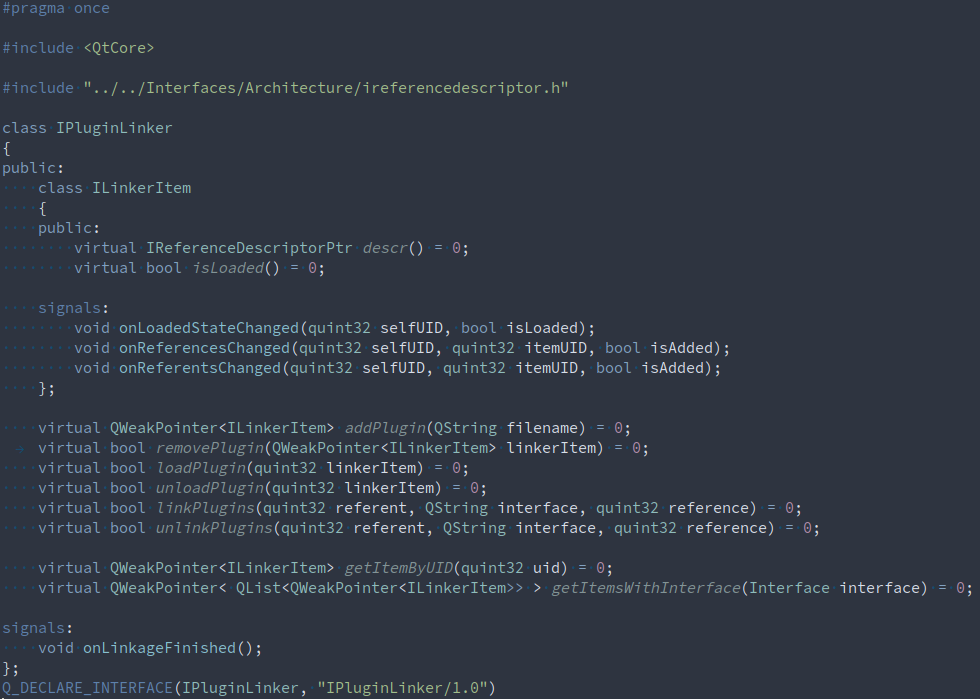 #pragma once
#include <QtCore>
#include "../../Interfaces/Architecture/ireferencedescriptor.h"
class IPluginLinker
{
public:
class ILinkerItem
{
public:
virtual IReferenceDescriptorPtr descr() = 0;
virtual bool isLoaded() = 0;
signals:
void onLoadedStateChanged(quint32 selfUID, bool isLoaded);
void onReferencesChanged(quint32 selfUID, quint32 itemUID, bool isAdded);
void onReferentsChanged(quint32 selfUID, quint32 itemUID, bool isAdded);
};
virtual QWeakPointer<ILinkerItem> addPlugin(QString filename) = 0;
virtual bool removePlugin(QWeakPointer<ILinkerItem> linkerItem) = 0;
virtual bool loadPlugin(quint32 linkerItem) = 0;
virtual bool unloadPlugin(quint32 linkerItem) = 0;
virtual bool linkPlugins(quint32 referent, QString interface, quint32 reference) = 0;
virtual bool unlinkPlugins(quint32 referent, QString interface, quint32 reference) = 0;
virtual QWeakPointer<ILinkerItem> getItemByUID(quint32 uid) = 0;
virtual QWeakPointer< QList<QWeakPointer<ILinkerItem>> > getItemsWithInterface(Interface interface) = 0;
signals:
void onLinkageFinished();
};
Q_DECLARE_INTERFACE(IPluginLinker, "IPluginLinker/1.0")